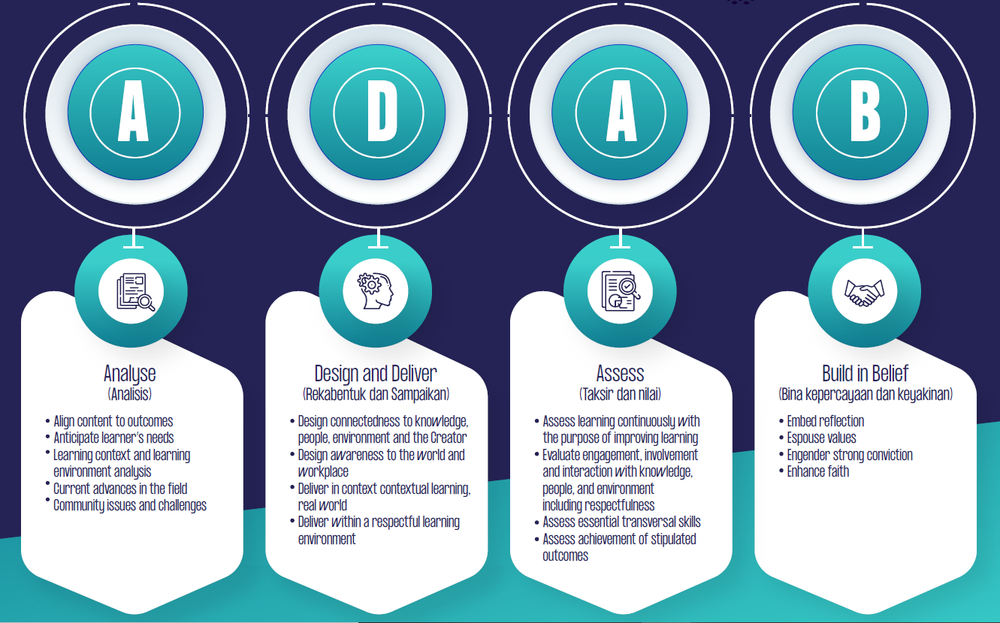 A
D
A
B
Analyse
(Analisis)
• Align content to outcomes
• Anticipate learner's needs
• Learning context and learning
environment analysis
• Current advances in the field
• Community issues and challenges
Design and Deliver
(Rekabentuk dan Sampaikan)
• Design connectedness to knowledge,
people, environment and the Creator
• Design awareness to the world and
workplace
• Deliver in context contextual learning,
real world
• Deliver within a respectful learning
environment
Assess
(Taksir dan nilai)
• Assess learning continuously with
the purpose of improving learning
• Evaluate engagement, involvement
and interaction with knowledge,
people, and environment
including respectfulness
• Assess essential transversal skills
• Assess achievement of stipulated
outcomes
Build in Belief
(Bina kepercayaan dan keyakinan)
• Embed reflection
• Espouse values
• Engender strong conviction
• Enhance faith